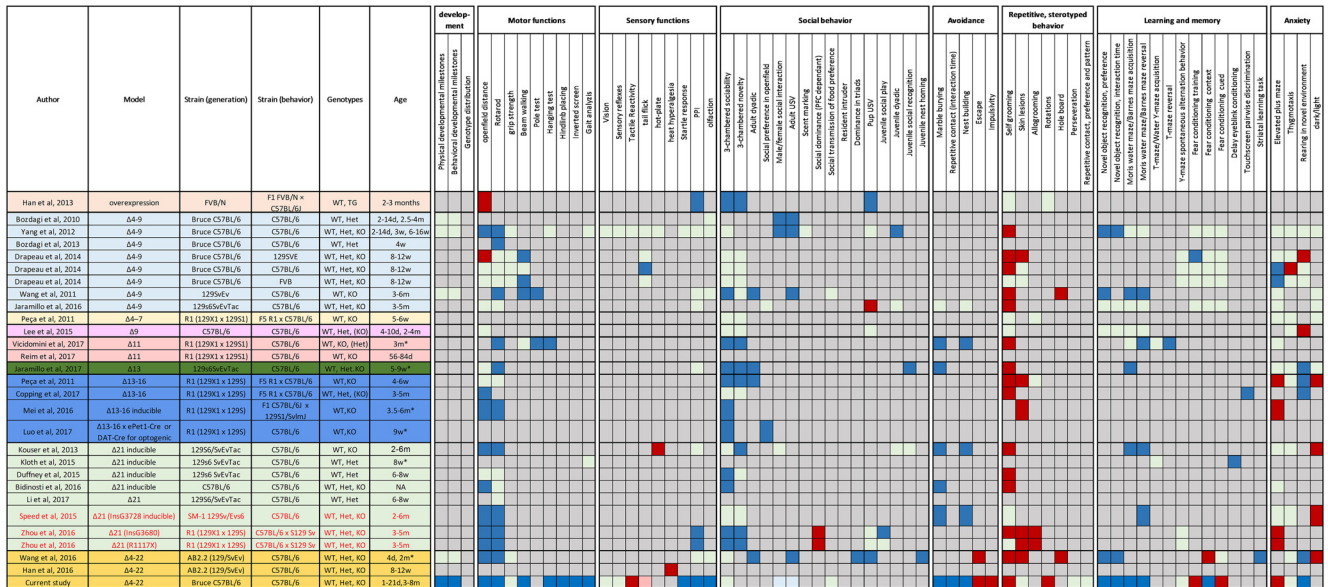 develop-
ment
Motor functions
Sensory functions
Social behavior
Avoidance
Repetitive, sterotyped
behavior
Learning and memory
Anxiety
Author
Model
Strain (generation)
Strain (behavior)
Genotypes
Age
Physical developmental milestones
Behavioral developmental milestones
Genotype distribution
openfield distance
Rotarod
grip strength
Bean walking
Pole test
Hanging test
Hindlinb placing
Inverted screen
Gait analytis
Vision
Sensory reflexes
Tactile Reactivity
tail flick
hot-plate
heat hyperalgesia
Startle response
PPI
olfaction
3-chambered sociability
3-chambered novelty
Adult dydic
Social preference in openfield
Male/female social interaction
Adult USV
Scent marking
Social dominance (PFC dependant)
Social transmission of food preference
Resident intruder
Dominance in triads
Pup USV
Juvenile social play
Juvenile dyedic
Juvenile social recognition
Juvenile nest homing
Marble burying
Repetitive contact (interaction time)
Nest building
Escape
Impulsivity
Self grooming
Skin lesions
Allogrooming
Rotations
Hole board
Perseveration
Repetitive contact, preference and pattern
Novel object recognition, preference
Novel object recognition, interaction time
Moris water maze/Barnes maze acquisition
Moris water maze/Barnes maze reversal
T-maze/Water Y-maze acquisition
T-maze reversal
Y-maze spontaneous alternation behavior
Fear conditioning training
Fear conditioning context
Fear conditioning cued
Delay eyeblink conditioning
Touchscreen pairwise discrimination
Striatal learning task
Elevated plus maze
Thygmotaxis
Rearing in novel environment
dark/light
Han et al, 2013 overexpression FVB/N F1 FVB/N × C57BL/6J WT, TG 2-3 months
Bozdagi et al, 2010 Δ4-9 Bruce C57BL/6 C57BL/6 WT, Het 2-14d, 2.5-4m
Yang et al, 2012 Δ4-9 Bruce C57BL/6 C57BL/6 WT, Het, KO 2-14d, 3w, 6-16w
Bozdagi et al, 2013 Δ4-9 Bruce C57BL/6 C57BL/6 WT, Het 4w
Drapeau et al, 2014 Δ4-9 Bruce C57BL/6 129SVE WT, Het, KO 8-12w
Drapeau et al, 2014 Δ4-9 Bruce C57BL/6 C57BL/6 WT, Het, KO 8-12w
Drapeau et al, 2014 Δ4-9 Bruce C57BL/6 FVB WT, Het, KO 8-12w
Wang et al, 2011 Δ4-9 129SvEv C57BL/6 WT, KO 3-6m
Jaramillo et al, 2016 Δ4-9 129s6SvEvTac C57BL/6 WT, Het, KO 3-5m
Peça et al, 2011 Δ4–7 R1 (129X1 x 129S1) F5 R1 x C57BL/6 WT, KO 5-6w
Lee et al, 2015 Δ9 C57BL/6 C57BL/6 WT, Het, (KO) 4-10d, 2-4m
Vicidomini et al, 2017 Δ11 R1 (129X1 x 129S1) C57BL/6 WT, KO, (Het) 3m*
Reim et al, 2017 Δ11 R1 (129X1 x 129S1) C57BL/6 WT, KO 56-84d
Jaramillo et al, 2017 Δ13 129s6SvEvTac C57BL/6 WT, Het.KO 5-9w*
Peça et al, 2011 Δ13-16 R1 (129X1 x 129S) F5 R1 x C57BL/6 WT,KO 4-6w
Copping et al, 2017 Δ13-16 R1 (129X1 x 129S) C57BL/6 WT, Het, (KO) 3-5m
Mei et al, 2016 Δ13-16 inducible R1 (129X1 x 129S) F1 C57BL/6J x 129S1/SvImJ WT,KO 3.5-6m*
Luo et al, 2017 Δ13-16 x ePet1-Cre or DAT-Cre for optogenic R1 (129X1 x 129S) C57BL/6 WT,KO 9w*
Kouser et al, 2013 Δ21 inducible 129S6/SvEvTac C57BL/6 WT, Het, KO 2-6m
Kloth et al, 2015 Δ21 inducible 129s6 SvEvTac C57BL/6 WT, Het 8w*
Duffney et al, 2015 Δ21 inducible 129s6 SvEvTac C57BL/6 WT, Het 6-8w
Bidinosti et al, 2016 Δ21 inducible C57BL/6 C57BL/6 WT, Het, KO NA
Li et al, 2017 Δ21 129S6/SvEvTac C57BL/6 WT, Het 6-8w
Speed et al, 2015 Δ21 (InsG3728 inducible) SM-1 129Sv/Evs6 C57BL/6 WT, Het, KO 2-6m
Zhou et al, 2016 Δ21 (InsG3680) R1 (129X1 x 129S) C57BL/6 x S129 Sv WT, Het, KO 3-5m
Zhou et al, 2016 Δ21 (R1117X) R1 (129X1 x 129S) C57BL/6 x S129 Sv WT, Het, KO 3-5m
Wang et al, 2016 Δ4-22 AB2.2 (129/SvEv) C57BL/6 WT, Het, KO 4d, 2m*
Han et al, 2016 Δ4-22 AB2.2 (129/SvEv) C57BL/6 WT, Het, KO 8-12w
Current study Δ4-22 Bruce C57BL/6 C57BL/6 WT, Het, KO 1-21d,3-8m